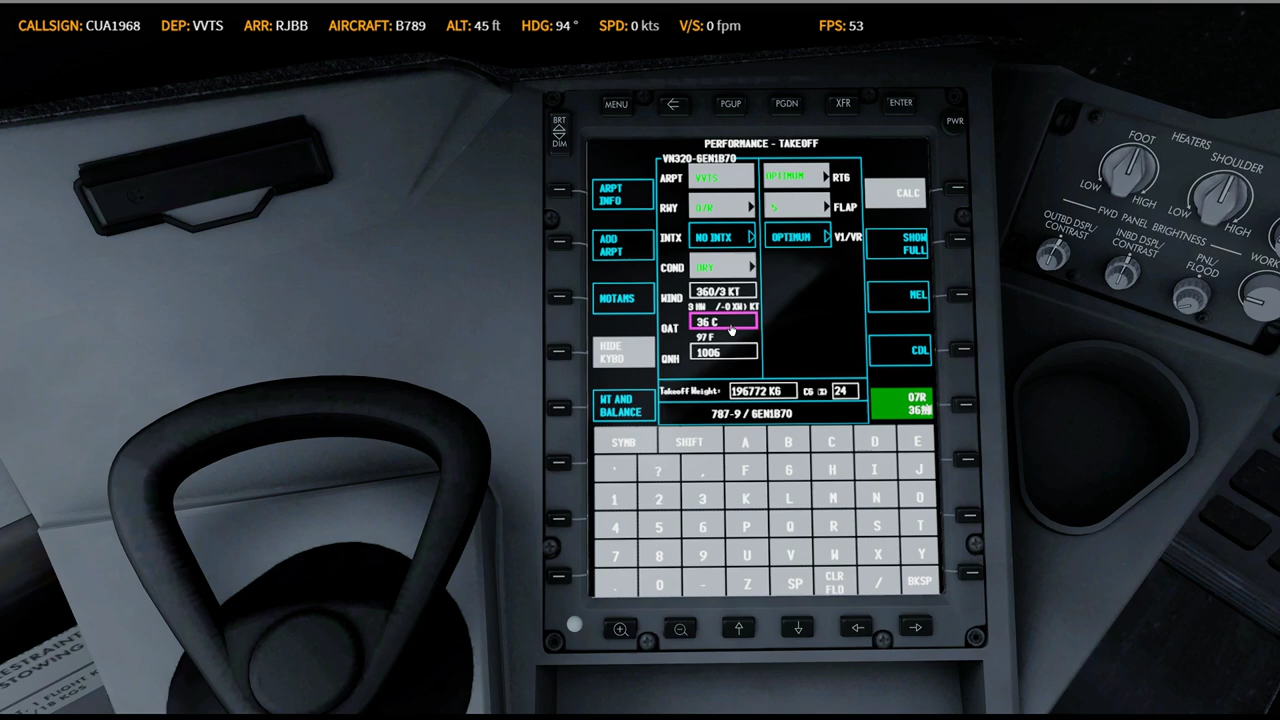 CALLSIGN: CUA1968 DEP: VVTS ARR: RJBB AIRCRAFT: B789 ALT: 45 ft HDG: 94 ° SPD: 0 kts V/S: 0 fpm FPS: 53
MENU PGUP PGDN XFR ENTER
BRT
DIM
PWR
PERFORMANCE - TAKEOFF
ARPT
INFO
ARPT VVTS OPTIMUM RTG
CALC
RWY 5 FLAP
ADD
ARPT
INTX NO INTX OPTIMUM V1/VR
SHOW
FULL
COND DRY
NOTAMS
WIND 360/3 KT
MEL
OAT 36 C
97 F
HIDE
KYBD
QNH 1006
CDL
WT AND
BALANCE
Takeoff Weight: 196772 KG CG 24
787-9 / GEN1B70
07R
SYMB SHIFT A B C D E
' ? , F G H I J
1 2 3 K L M N O
4 5 6 P Q R S T
7 8 9 U V W X Y
. 0 - Z SP CLR FLD / BKSP
HEATERS
FOOT SHOULDER
LOW HIGH LOW HIGH
FWD PANEL BRIGHTNESS
OUTBD DSPL/
CONTRAST
INBD DSPL/
CONTRAST
PNL/
FLOOD
WORK
STOWING